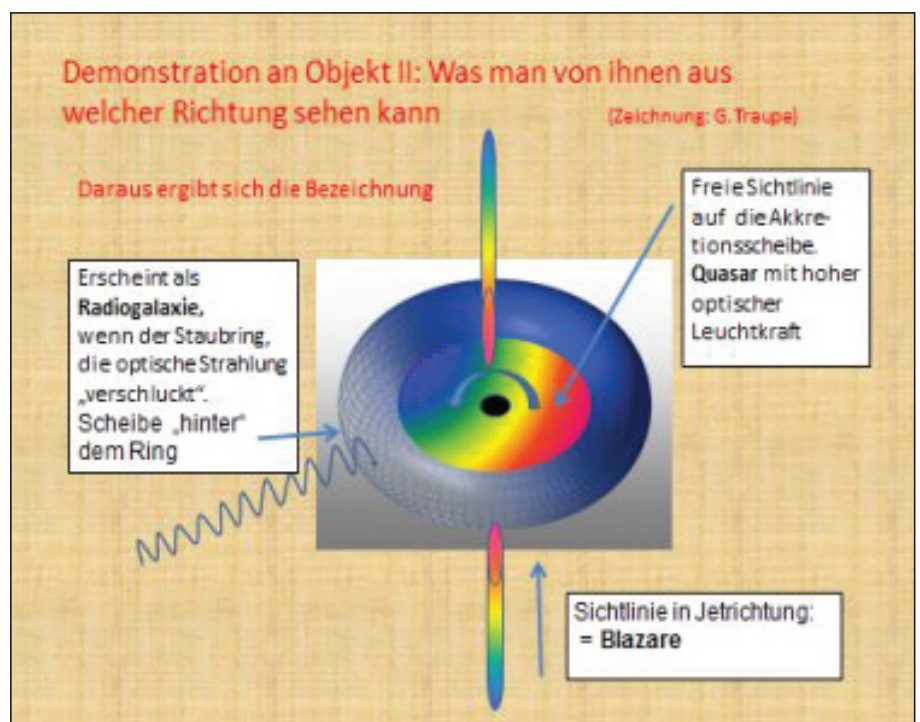 Demonstration an Objekt II: Was man von ihnen aus
welcher Richtung sehen kann
(Zeichnung: G. Traupe)
Daraus ergibt sich die Bezeichnung
Erscheint als
Radiogalaxie,
wenn der Staubring,
die optische Strahlung
„verschluckt“.
Scheibe „hinter“
dem Ring
Freie Sichtlinie
auf die Akkre-
tionsscheibe.
Quasar mit hoher
optischer
Leuchtkraft
Sichtlinie in Jetrichtung:
= Blazare